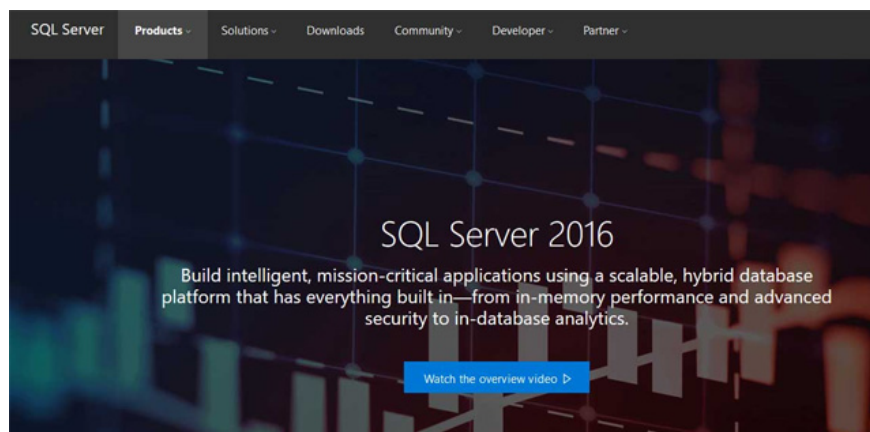 SQL Server Products Solutions Downloads Community Developer Partner
SQL Server 2016
Build intelligent, mission-critical applications using a scalable, hybrid database
platform that has everything built in—from in-memory performance and advanced
security to in-database analytics.
Watch the overview video